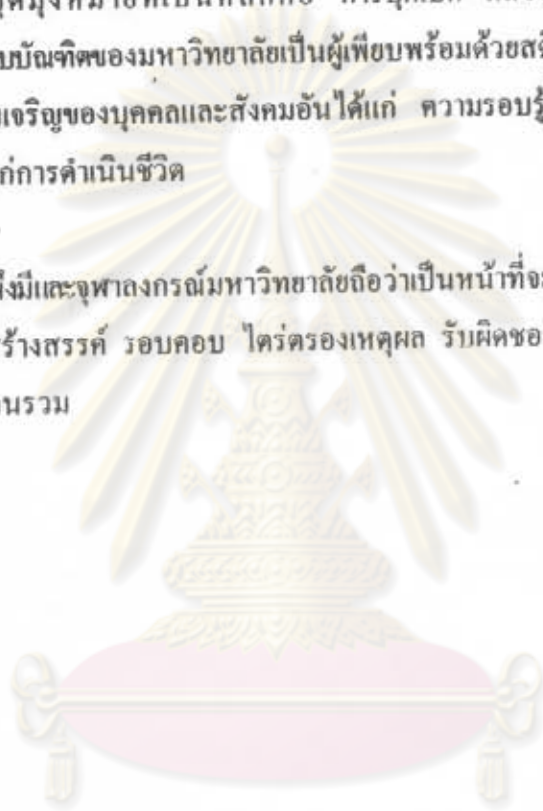 บบัณฑิตของมหาวิทยาลัยเป็นผู้เพียบพร้อมด้วยสติ
เจริญของบุคคลและสังคมอันได้แก่ ความรอบรู้
ก่การดำเนินชีวิต
พึงมีและจุฬาลงกรณ์มหาวิทยาลัยถือว่าเป็นหน้าที่จะ
ร้างสรรค์ รอบคอบ ไตร่ตรองเหตุผล รับผิดชอ
นรวม